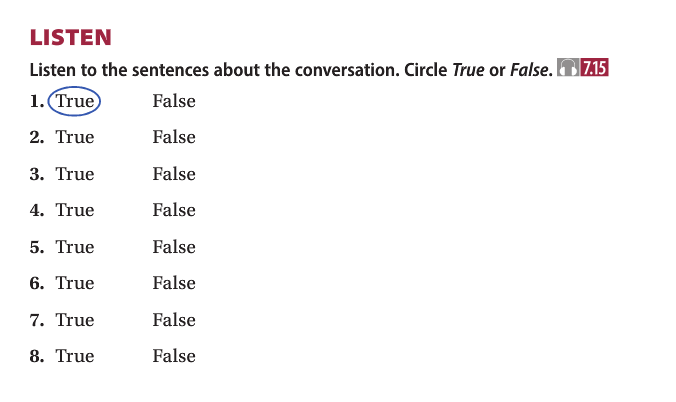 LISTEN
Listen to the sentences about the conversation. Circle True or False. 7.15
1. True False
2. True False
3. True False
4. True False
5. True False
6. True False
7. True False
8. True False